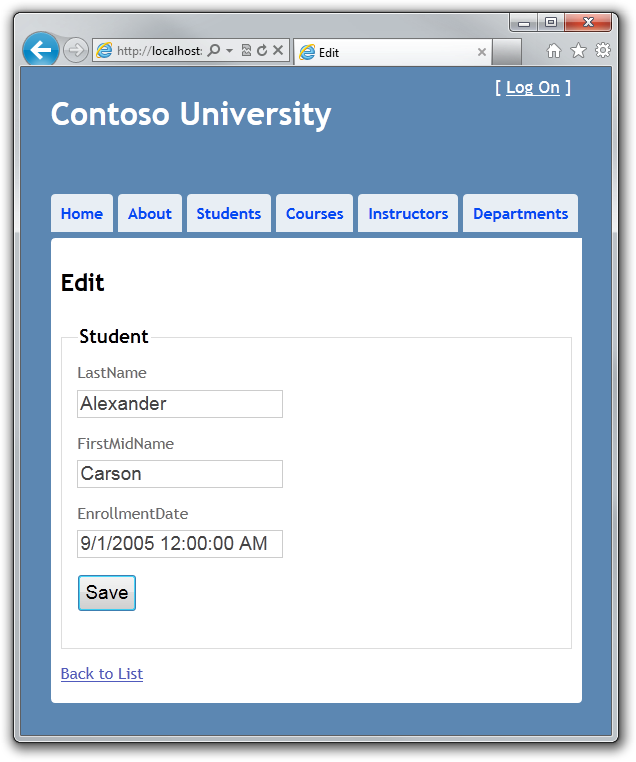 http://localhost:
Edit
[ Log On ]
Contoso University
Home About Students Courses Instructors Departments
Edit
Student
LastName
Alexander
FirstMidName
Carson
EnrollmentDate
9/1/2005 12:00:00 AM
Save
Back to List